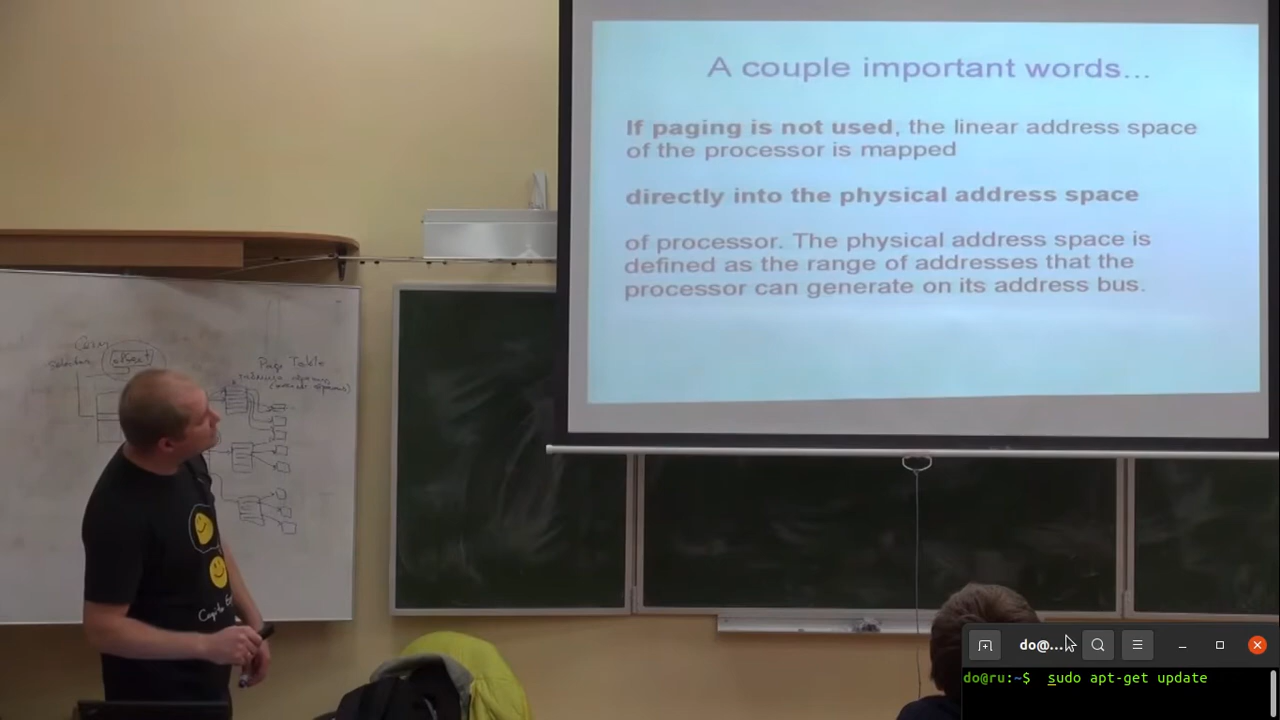 A couple important words...
If paging is not used, the linear address space
of the processor is mapped
directly into the physical address space
of processor. The physical address space is
defined as the range of addresses that the
processor can generate on its address bus.
selector offset
Page Table
do@...
do@ru:~$ sudo apt-get update